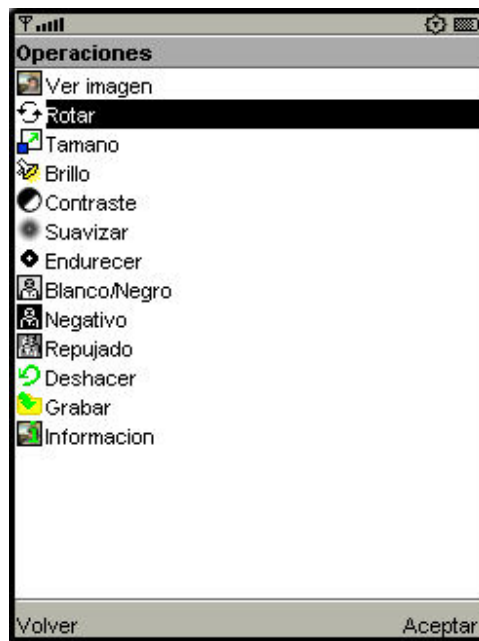 Operaciones
Ver imagen
Rotar
Tamano
Brillo
Contraste
Suavizar
Endurecer
Blanco/Negro
Negativo
Repujado
Deshacer
Grabar
Informacion
Volver Aceptar